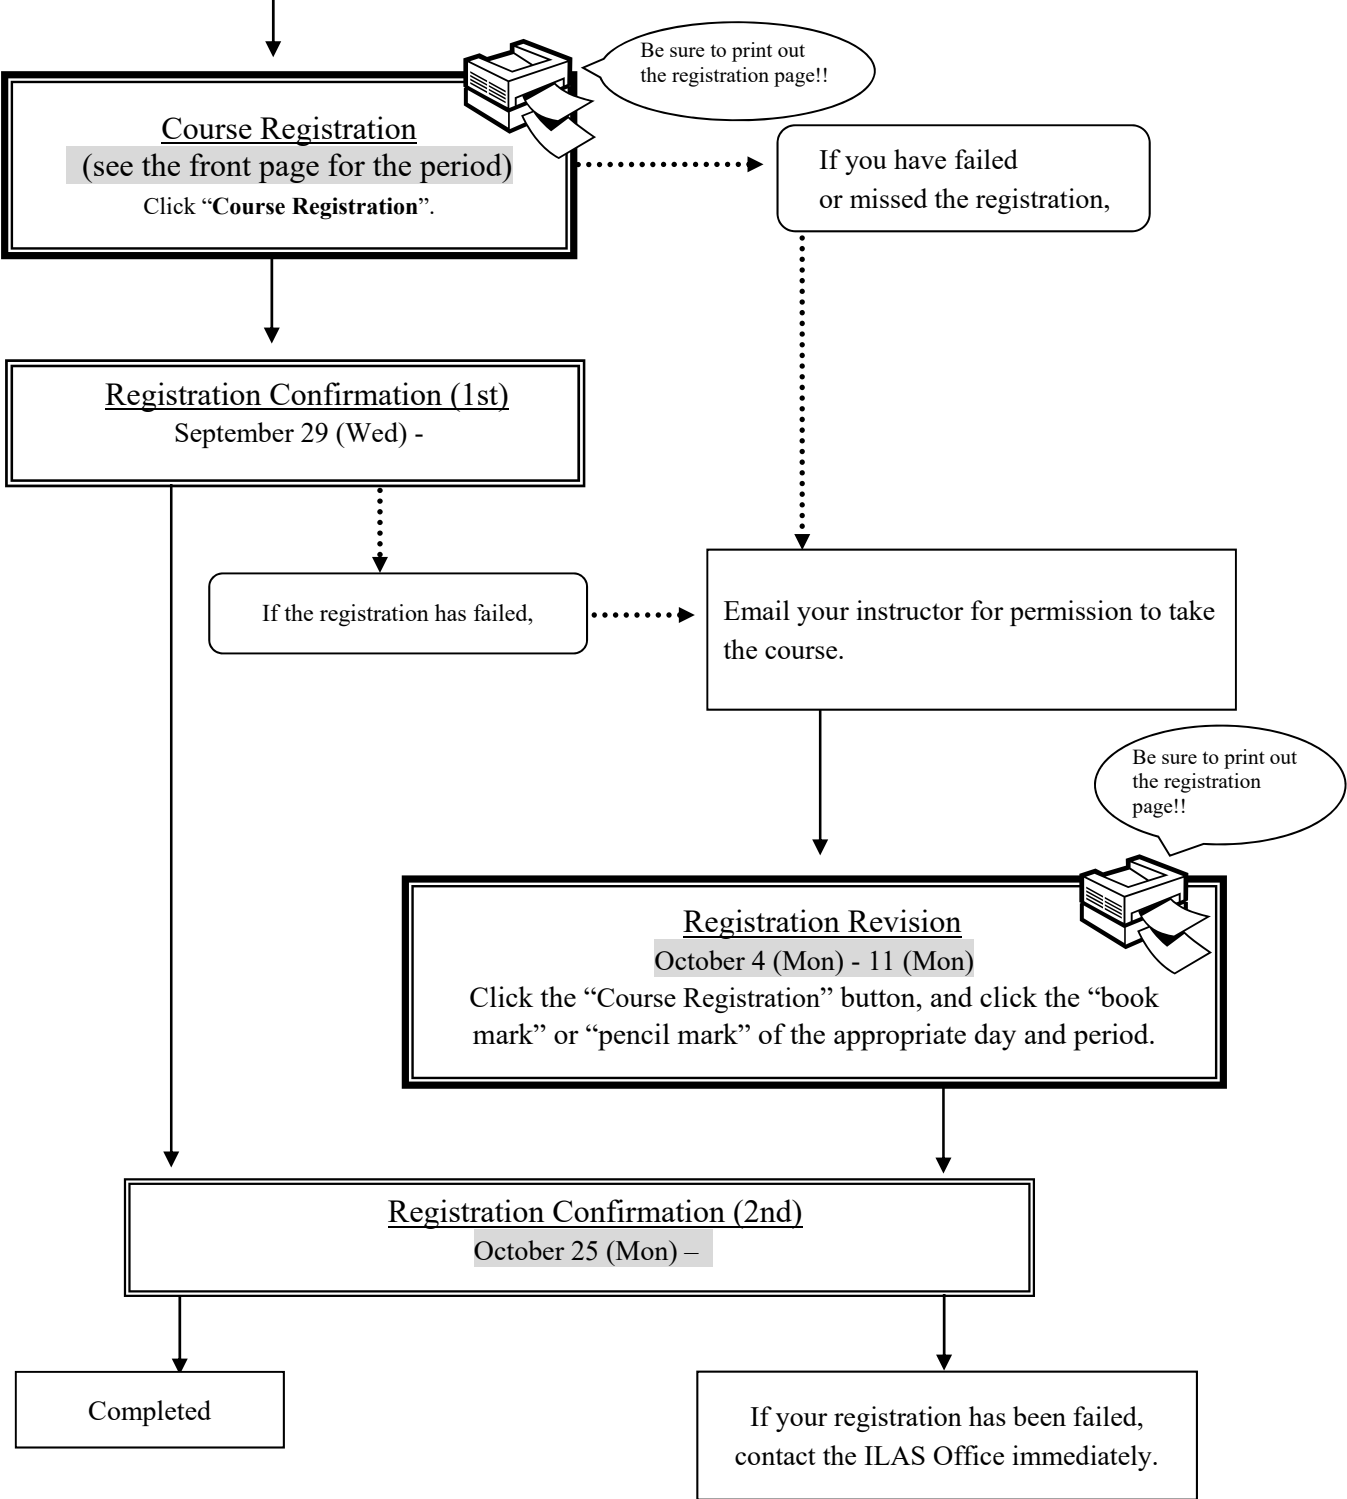 Be sure to print out
the registration page!!
Course Registration
(see the front page for the period)
Click “Course Registration”.
If you have failed
or missed the registration,
Registration Confirmation (1st)
September 29 (Wed) -
If the registration has failed,
Email your instructor for permission to take
the course.
Be sure to print out
the registration
page!!
Registration Revision
October 4 (Mon) - 11 (Mon)
Click the “Course Registration” button, and click the “book
mark” or “pencil mark” of the appropriate day and period.
Registration Confirmation (2nd)
October 25 (Mon) –
Completed
If your registration has been failed,
contact the ILAS Office immediately.